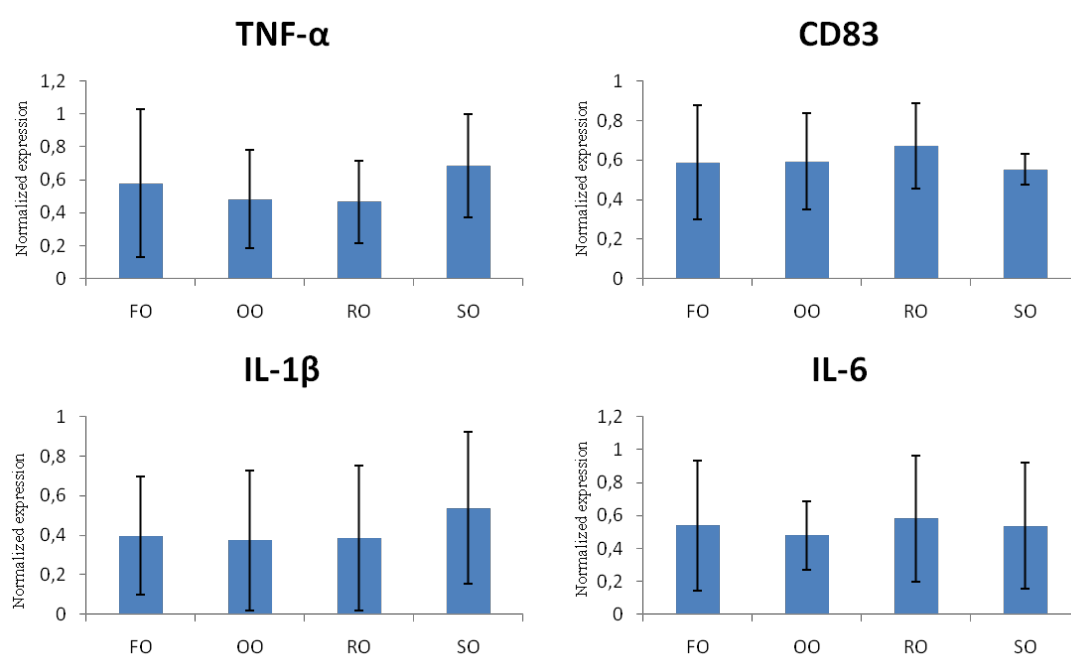 TNF-α
Normalized expression
1,2
1
0,8
0,6
0,4
0,2
0
FO OO RO SO
CD83
Normalized expression
1
0,8
0,6
0,4
0,2
0
FO OO RO SO
IL-1β
Normalized expression
1
0,8
0,6
0,4
0,2
0
FO OO RO SO
IL-6
Normalized expression
1,2
1
0,8
0,6
0,4
0,2
0
FO OO RO SO